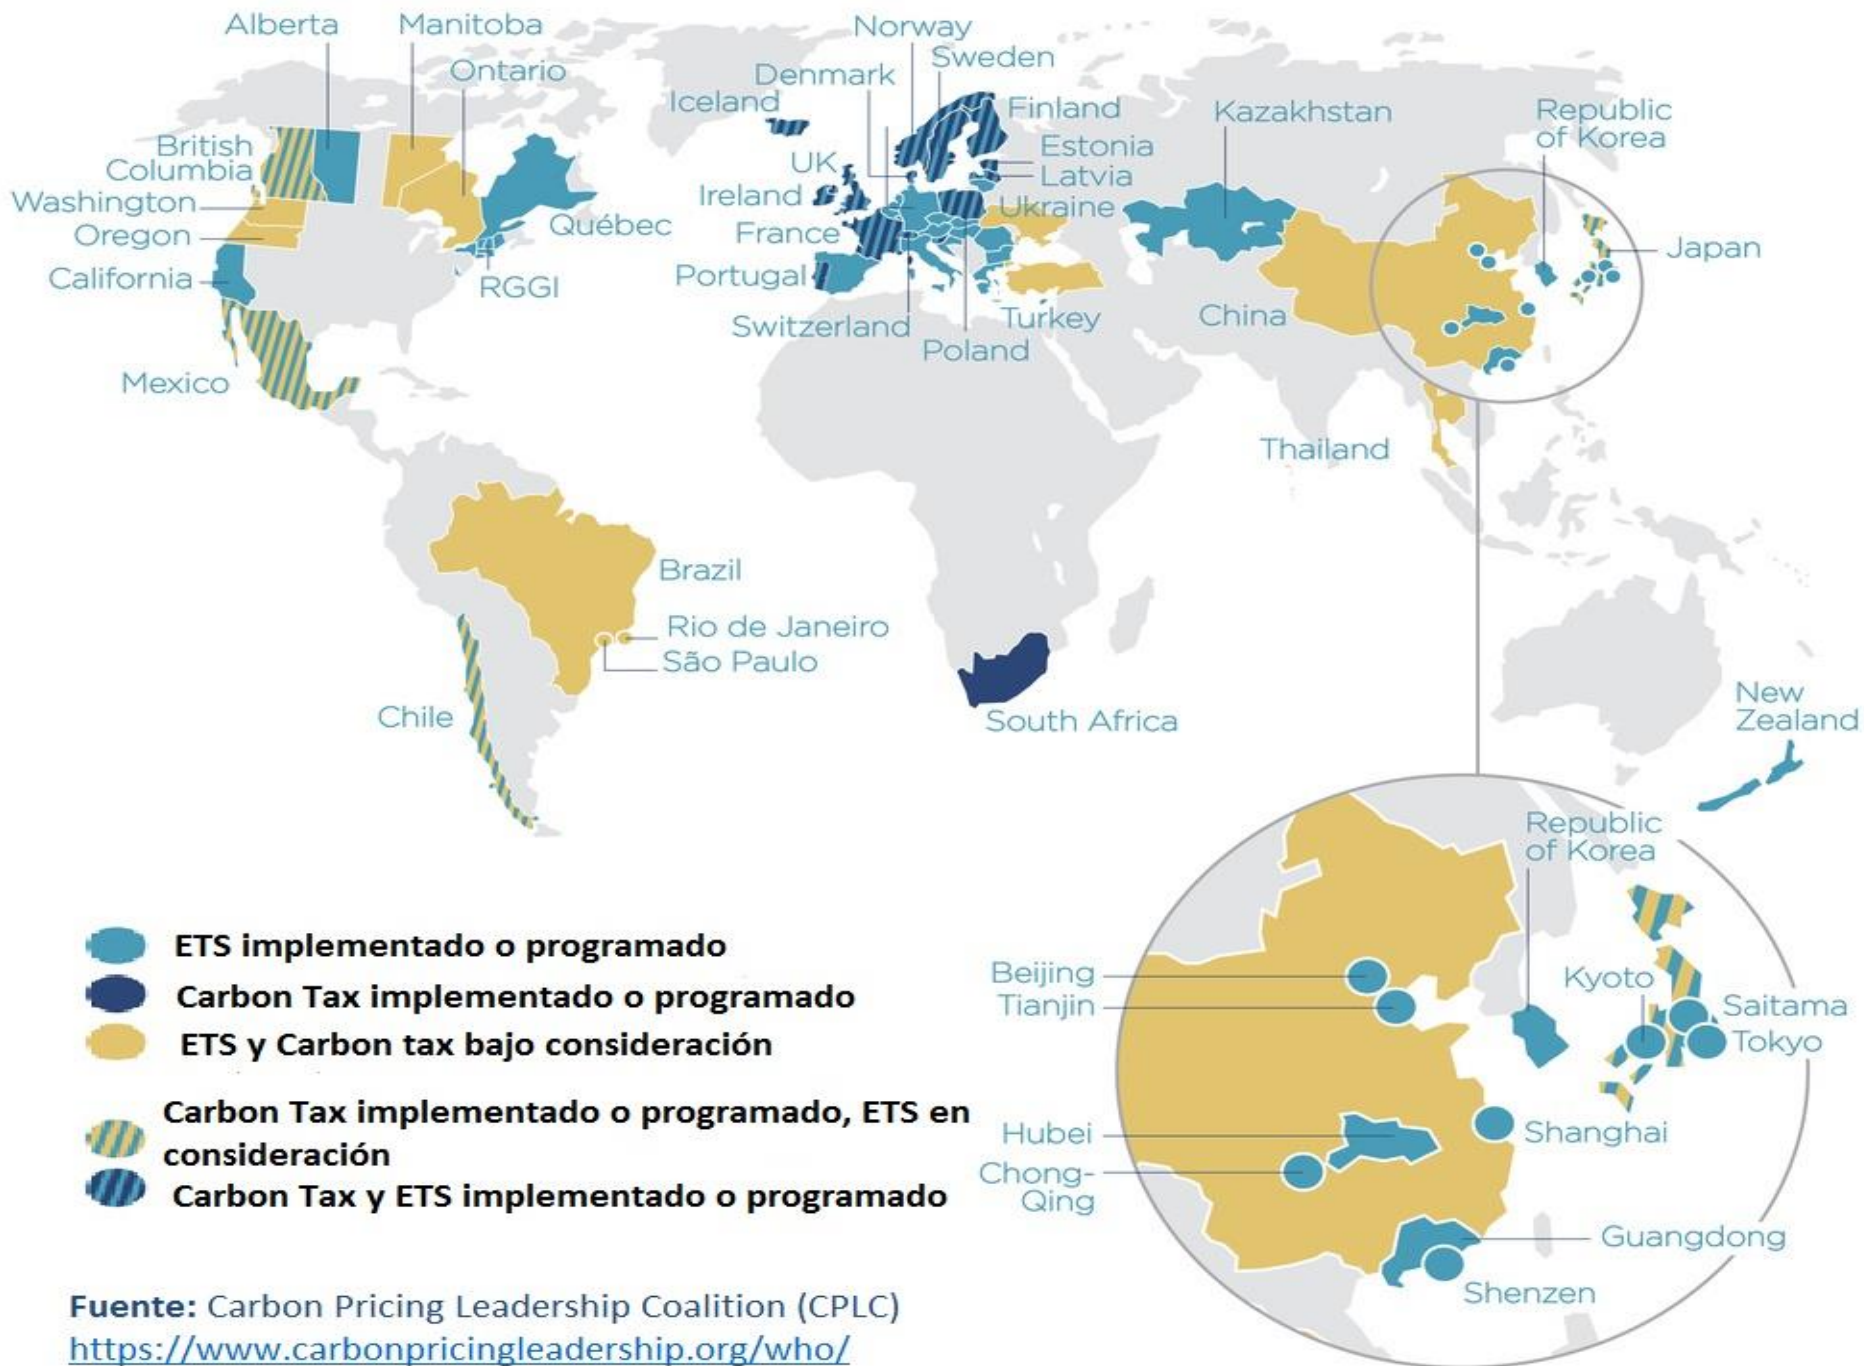 Alberta
Manitoba
Ontario
British
Columbia
Washington
Oregon
California
Québec
RGGI
Mexico
Norway
Sweden
Denmark
Iceland
Finland
UK
Estonia
Latvia
Ireland
Ukraine
France
Portugal
Switzerland
Turkey
Poland
Kazakhstan
Republic
of Korea
Japan
China
Thailand
Brazil
Rio de Janeiro
São Paulo
Chile
South Africa
New
Zealand
Republic
of Korea
Beijing
Tianjin
Kyoto
Saitama
Tokyo
Hubei
Shanghai
Chong-
Qing
Guangdong
Shenzen
ETS implementado o programado
Carbon Tax implementado o programado
ETS y Carbon tax bajo consideración
Carbon Tax implementado o programado, ETS en
consideración
Carbon Tax y ETS implementado o programado
Fuente: Carbon Pricing Leadership Coalition (CPLC)
https://www.carbonpricingleadership.org/who/